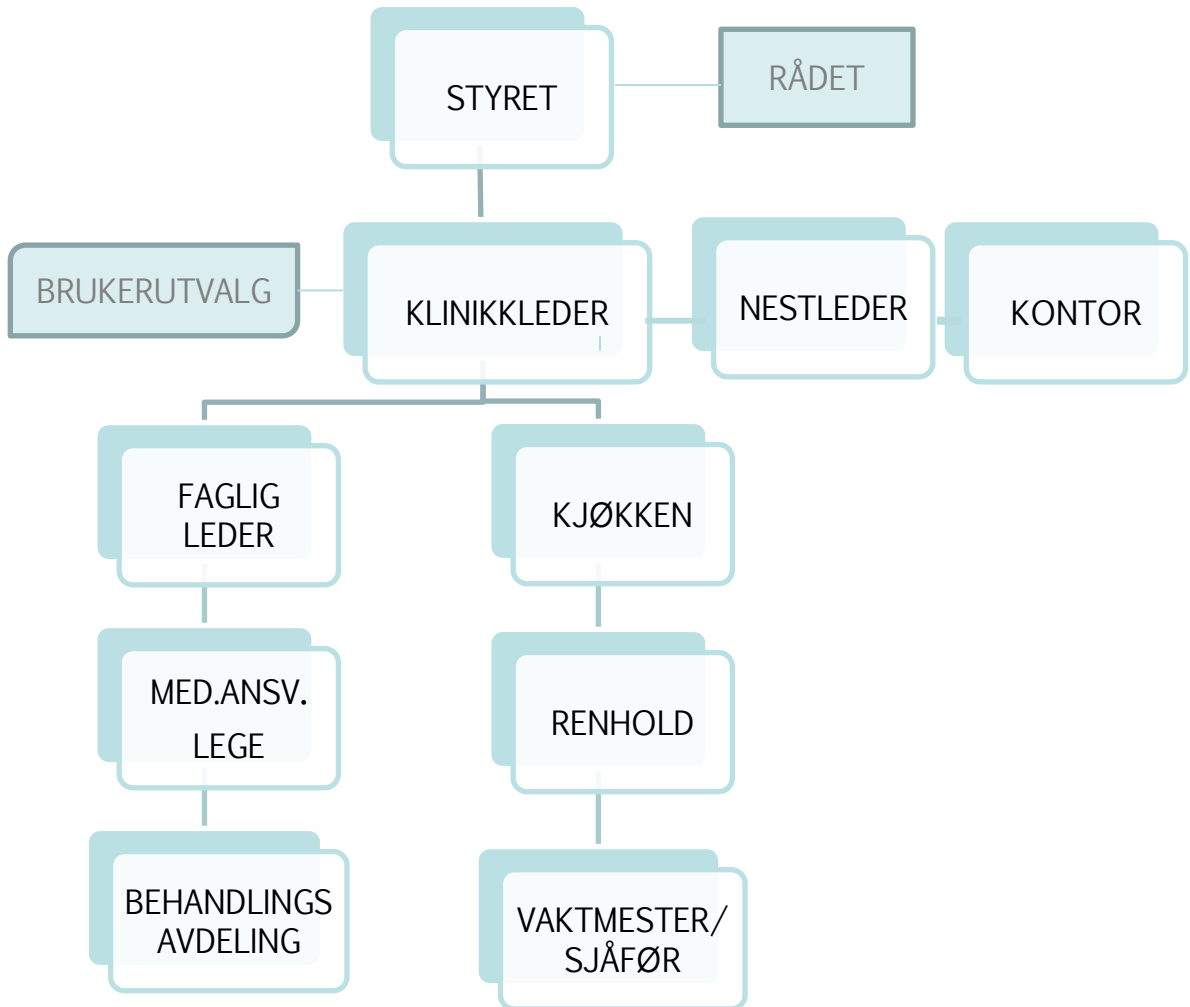 STYRET
RÅDET
BRUKERUTVALG
KLINIKKLEDER
NESTLEDER
KONTOR
FAGLIG
LEDER
KJØKKEN
MED.ANSV.
LEGE
RENHOLD
BEHANDLINGS
AVDELING
VAKTMESTER/
SJÅFØR